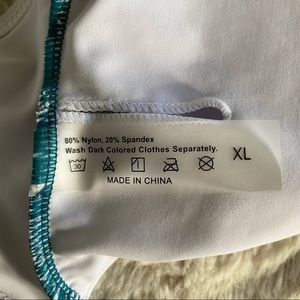 80% Nylon, 20% Spandex
Wash Dark Colored Clothes Separately.
30
XL
MADE IN CHINA